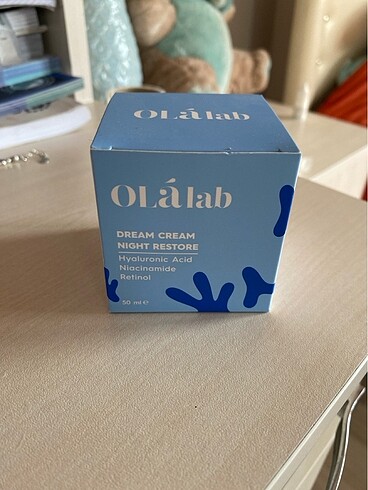 OLálab
OLálab
DREAM CREAM
NIGHT RESTORE
Hyaluronic Acid
Niacinamide
Retinol
50 ml ℮